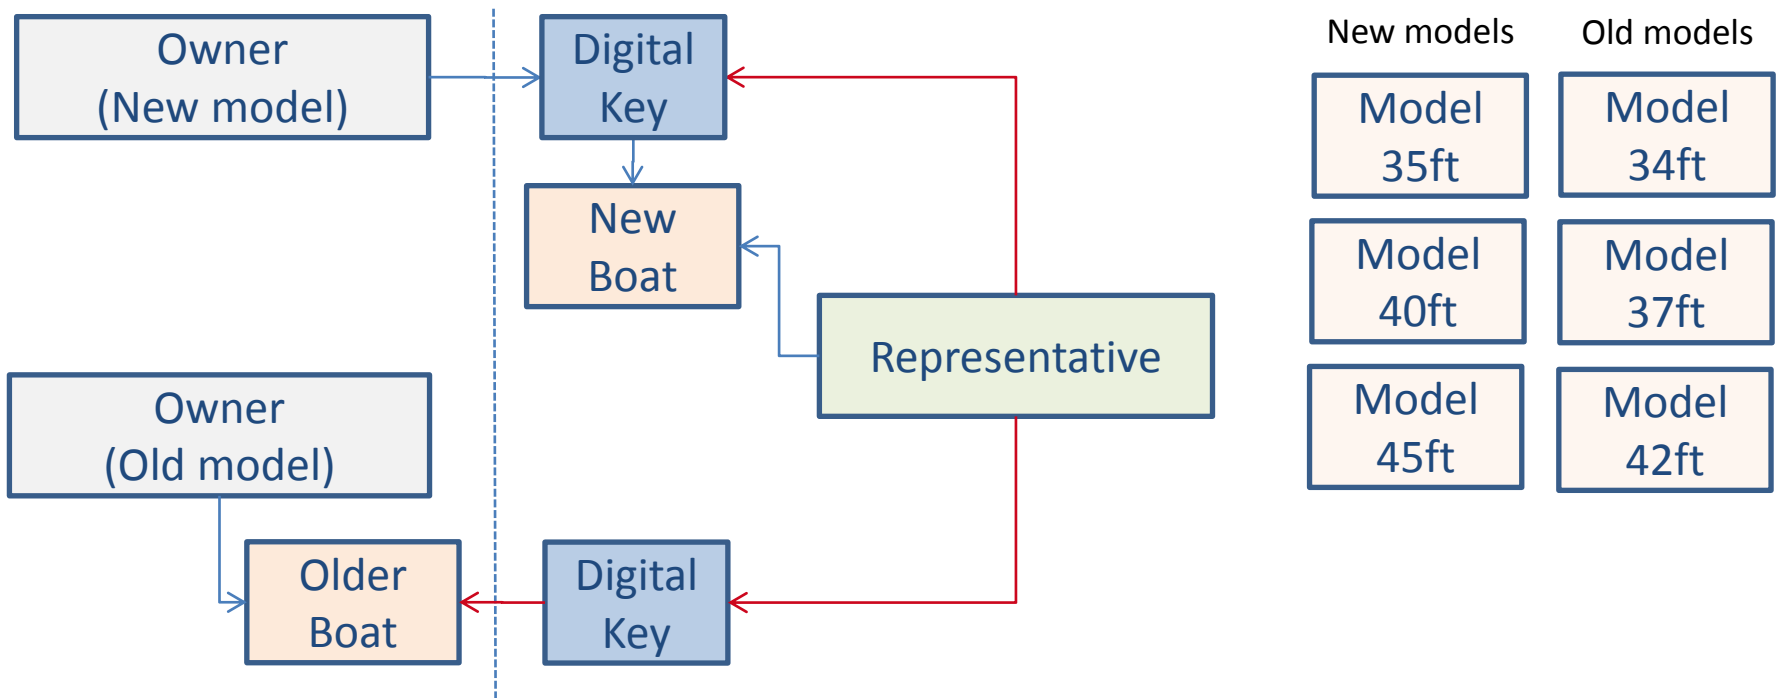 Owner
(New model)
Digital
Key
New
Boat
Representative
Owner
(Old model)
Older
Boat
Digital
Key
New models
Old models
Model
35ft
Model
34ft
Model
40ft
Model
37ft
Model
45ft
Model
42ft